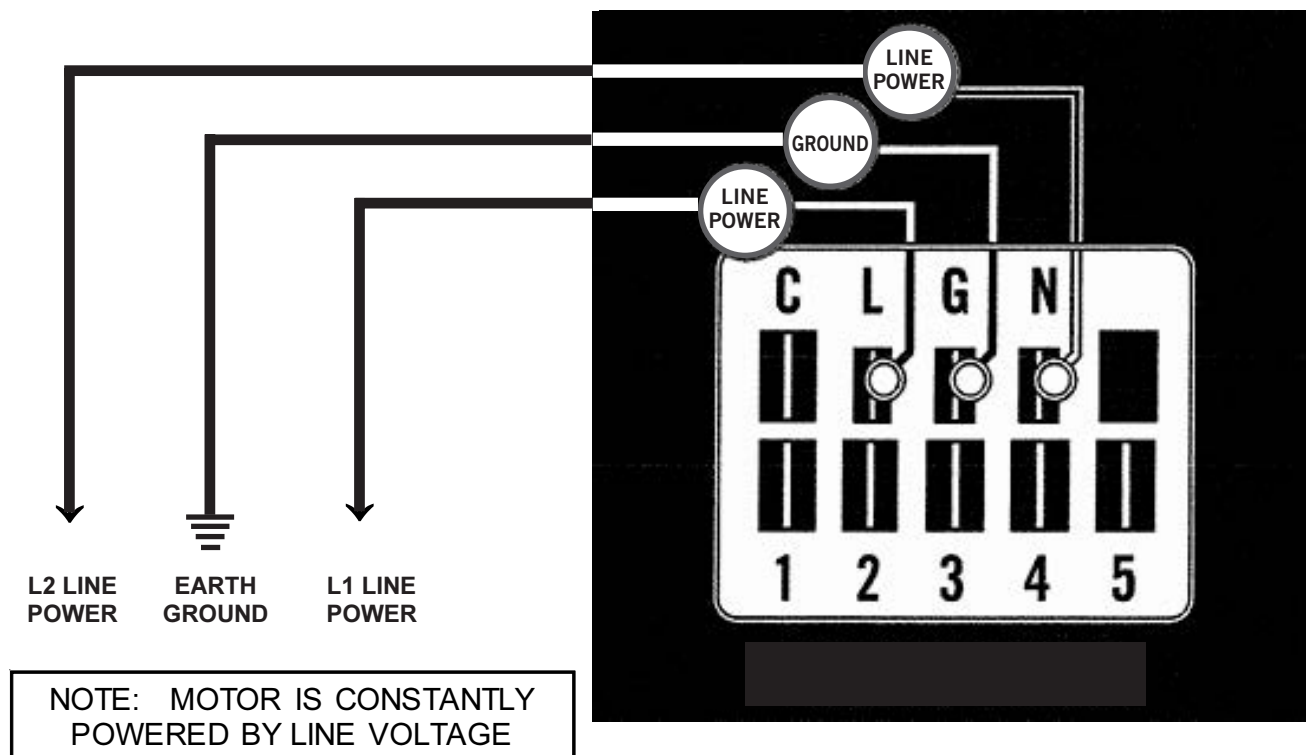 LINE
POWER
GROUND
LINE
POWER
C L G N
1 2 3 4 5
L2 LINE
POWER
EARTH
GROUND
L1 LINE
POWER
NOTE: MOTOR IS CONSTANTLY
POWERED BY LINE VOLTAGE